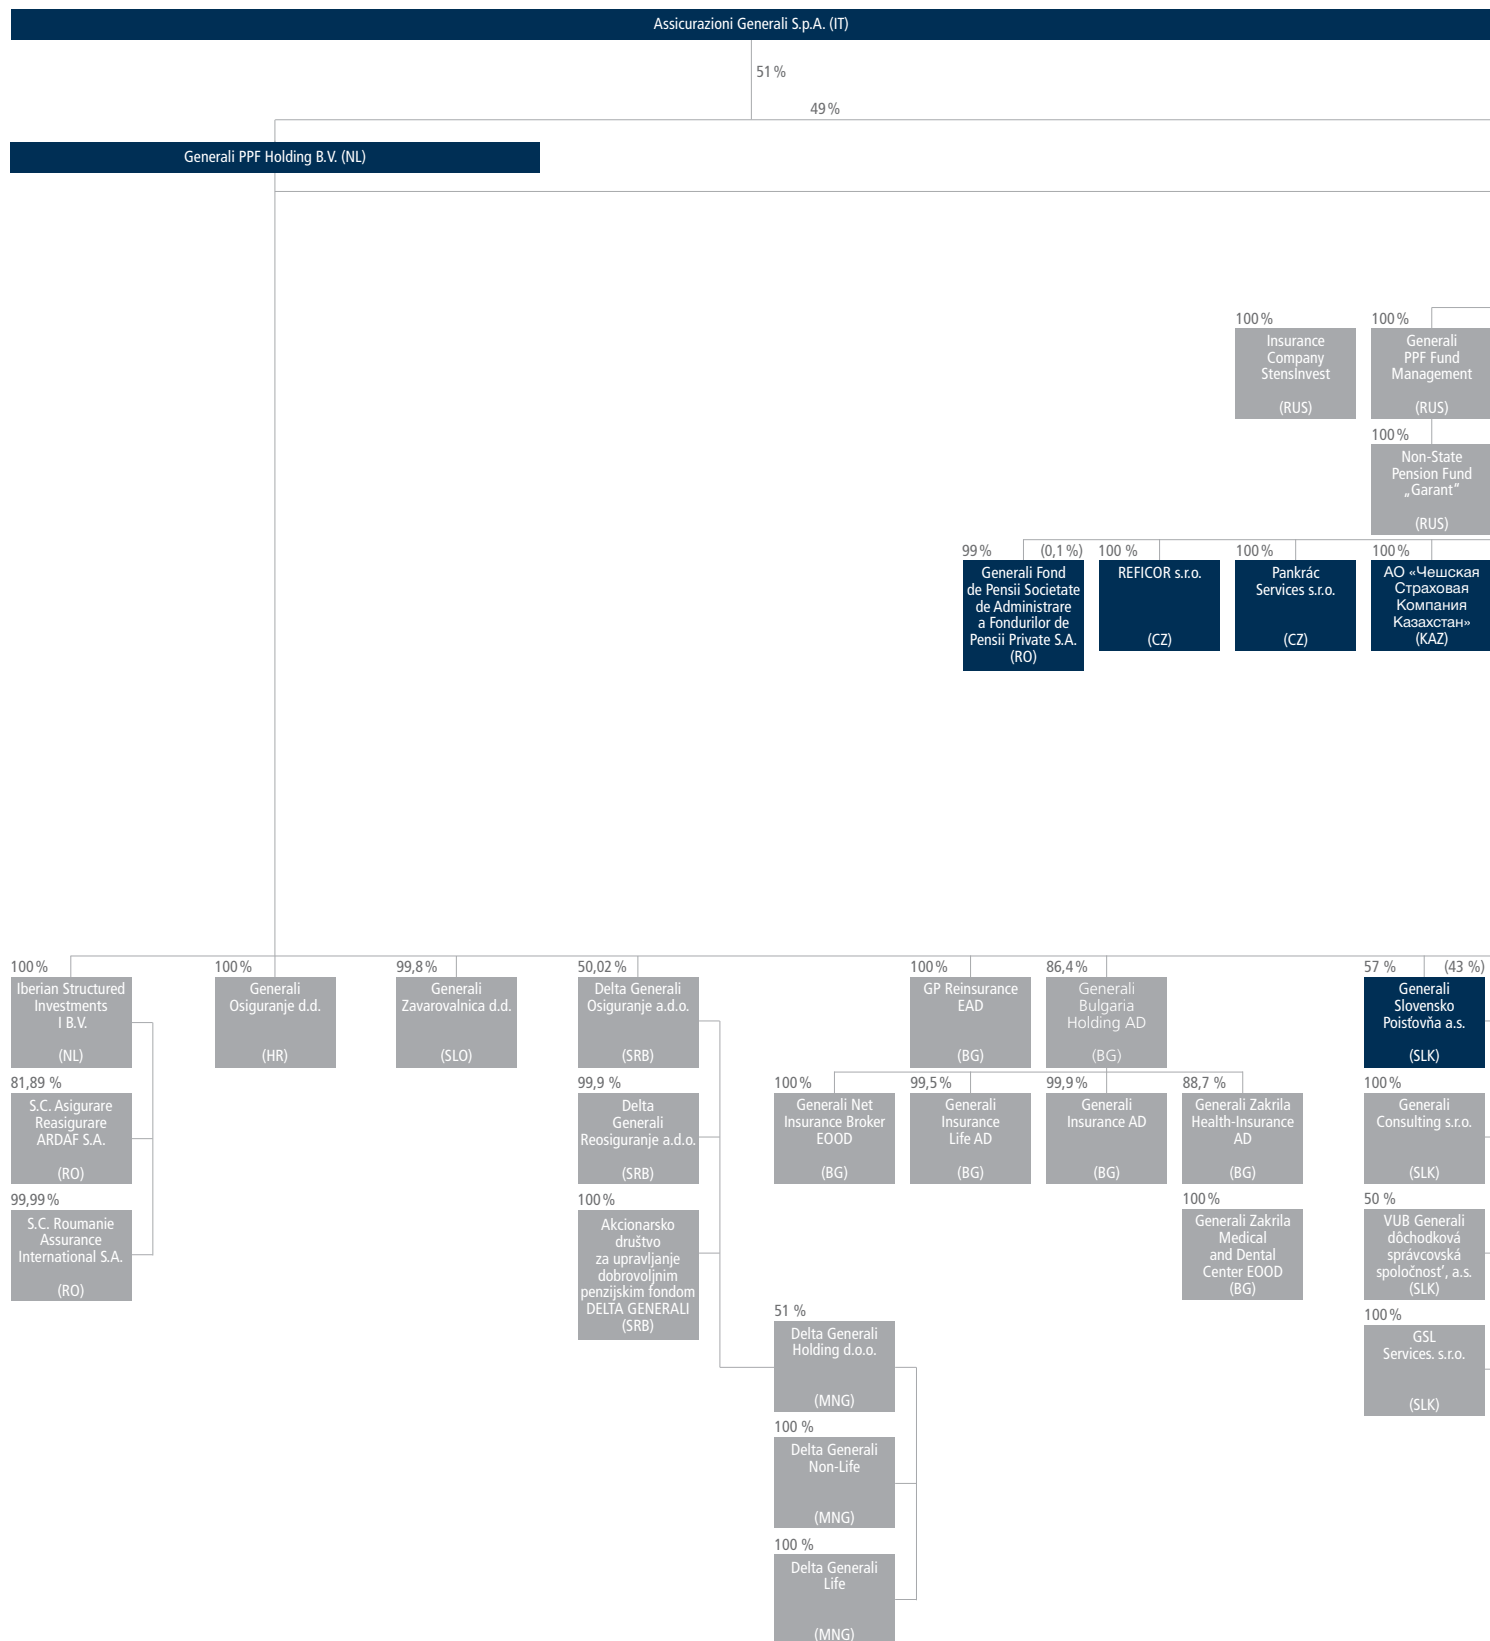 Assicurazioni Generali S.p.A. (IT)
51 %
49 %
Generali PPF Holding B.V. (NL)
100 %
Insurance
Company
StensInvest
(RUS)
100 %
Generali
PPF Fund
Management
(RUS)
100 %
Non-State
Pension Fund
„Garant"
(RUS)
99 %
(0,1 %)
Generali Fond
de Pensii Societate
de Administrare
a Fondurilor de
Pensii Private S.A.
(RO)
100 %
REFICOR s.r.o.
(CZ)
100 %
Pankrác
Services s.r.o.
(CZ)
100 %
АО «Чешская
Страховая
Компания
Казахстан»
(KAZ)
100 %
Iberian Structured
Investments
I B.V.
(NL)
81,89 %
S.C. Asigurare
Reasigurare
ARDAF S.A.
(RO)
99,99 %
S.C. Roumanie
Assurance
International S.A.
(RO)
100 %
Generali
Osiguranje d.d.
(HR)
99,8 %
Generali
Zavarovalnica d.d.
(SLO)
50,02 %
Delta Generali
Osiguranje a.d.o.
(SRB)
99,9 %
Delta
Generali
Reosiguranje a.d.o.
(SRB)
100 %
Akcionarsko
društvo
za upravljanje
dobrovoljnim
penzijskim fondom
DELTA GENERALI
(SRB)
51 %
Delta Generali
Holding d.o.o.
(MNG)
100 %
Delta Generali
Non-Life
(MNG)
100 %
Delta Generali
Life
(MNG)
100 %
GP Reinsurance
EAD
(BG)
86,4 %
Generali
Bulgaria
Holding AD
(BG)
100 %
Generali Net
Insurance Broker
EOOD
(BG)
99,5 %
Generali
Insurance
Life AD
(BG)
99,9 %
Generali
Insurance AD
(BG)
88,7 %
Generali Zakrila
Health-Insurance
AD
(BG)
100 %
Generali Zakrila
Medical
and Dental
Center EOOD
(BG)
57 %
(43 %)
Generali
Slovensko
Poisťovňa a.s.
(SLK)
100 %
Generali
Consulting s.r.o.
(SLK)
50 %
VUB Generali
dôchodková
správcovská
spoločnosť, a.s.
(SLK)
100 %
GSL
Services. s.r.o.
(SLK)